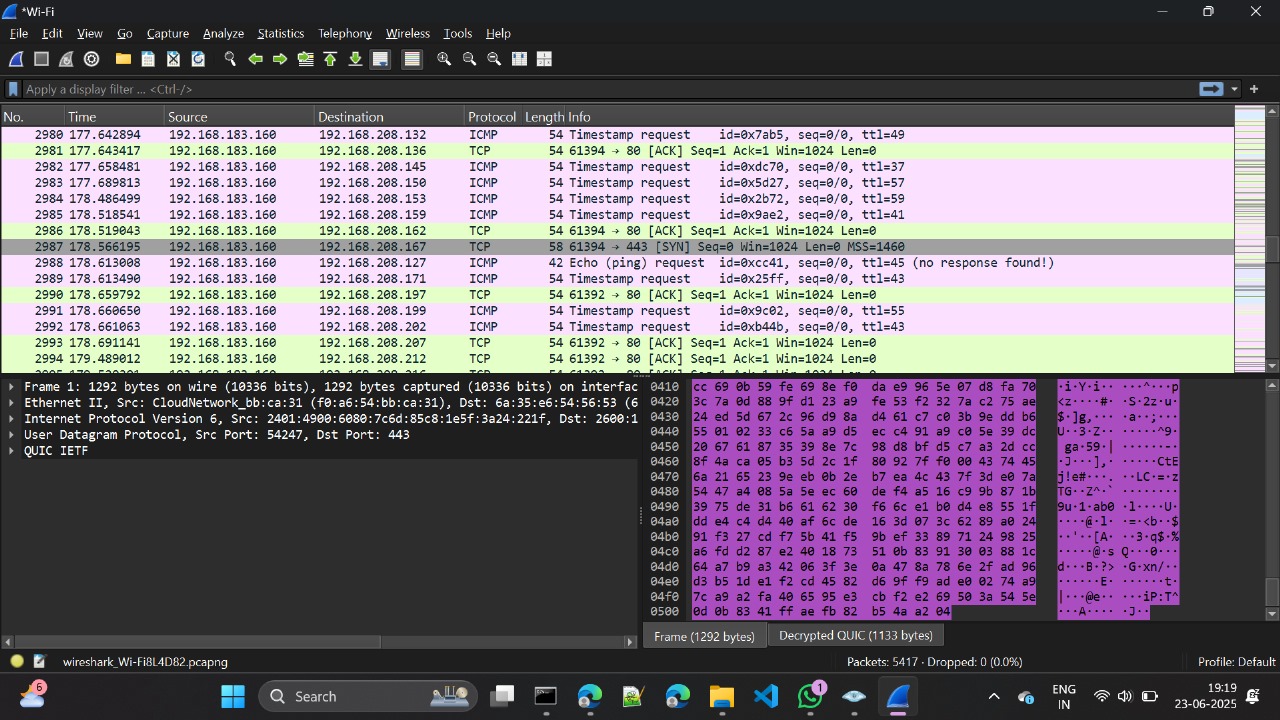 *Wi-Fi
File Edit View Go Capture Analyze Statistics Telephony Wireless Tools Help
Apply a display filter ... <Ctrl-/>
No. Time Source Destination Protocol Length Info
2980 177.642894 192.168.183.160 192.168.208.132 ICMP 54 Timestamp request id=0x7ab5, seq=0/0, ttl=49
2981 177.643417 192.168.183.160 192.168.208.136 TCP 54 61394 → 80 [ACK] Seq=1 Ack=1 Win=1024 Len=0
2982 177.658481 192.168.183.160 192.168.208.145 ICMP 54 Timestamp request id=0xdc70, seq=0/0, ttl=37
2983 177.689813 192.168.183.160 192.168.208.150 ICMP 54 Timestamp request id=0x5d27, seq=0/0, ttl=57
2984 178.486499 192.168.183.160 192.168.208.153 ICMP 54 Timestamp request id=0x2b72, seq=0/0, ttl=59
2985 178.518541 192.168.183.160 192.168.208.159 ICMP 54 Timestamp request id=0x9ae2, seq=0/0, ttl=41
2986 178.519043 192.168.183.160 192.168.208.162 TCP 54 61394 → 80 [ACK] Seq=1 Ack=1 Win=1024 Len=0
2987 178.566195 192.168.183.160 192.168.208.167 TCP 58 61394 → 443 [SYN] Seq=0 Win=1024 Len=0 MSS=1460
2988 178.613008 192.168.183.160 192.168.208.127 ICMP 42 Echo (ping) request id=0xcc41, seq=0/0, ttl=45 (no response found!)
2989 178.613490 192.168.183.160 192.168.208.171 ICMP 54 Timestamp request id=0x25ff, seq=0/0, ttl=43
2990 178.659792 192.168.183.160 192.168.208.197 TCP 54 61392 → 80 [ACK] Seq=1 Ack=1 Win=1024 Len=0
2991 178.660650 192.168.183.160 192.168.208.199 ICMP 54 Timestamp request id=0x9c02, seq=0/0, ttl=55
2992 178.661063 192.168.183.160 192.168.208.202 ICMP 54 Timestamp request id=0xb44b, seq=0/0, ttl=43
2993 178.691141 192.168.183.160 192.168.208.207 TCP 54 61392 → 80 [ACK] Seq=1 Ack=1 Win=1024 Len=0
2994 179.489012 192.168.183.160 192.168.208.212 TCP 54 61392 → 80 [ACK] Seq=1 Ack=1 Win=1024 Len=0
Frame 1: 1292 bytes on wire (10336 bits), 1292 bytes captured (10336 bits) on interfac
Ethernet II, Src: CloudNetwork_bb:ca:31 (f0:a6:54:bb:ca:31), Dst: 6a:35:e6:54:56:53 (6
Internet Protocol Version 6, Src: 2401:4900:6080:7c6d:85c8:1e5f:3a24:221f, Dst: 2600:1
User Datagram Protocol, Src Port: 54247, Dst Port: 443
QUIC IETF
0410 cc 69 0b 59 fe 69 8e f0 da e9 96 5e 07 d8 fa 70 ·i·Y·i·· ···^···p
0420 3c 7a 0d 88 9f d1 23 a9 fe 53 f2 32 7a c2 75 ae <z····#· ·S·2z·u·
0430 24 ed 5d 67 2c 96 d9 8a d4 61 c7 c0 3b 9e dd b6 $·]g,··· ·a··;···
0440 55 01 02 33 c6 5a a9 d5 ec c4 91 a9 c0 5e 39 dc U··3·Z·· ·····^9·
0450 20 67 61 87 35 39 8e 7c 98 d8 bf d5 c7 a3 2d cc  ga·59·| ······-·
0460 8f 4a ca 05 b3 5d 2c 1f 80 92 7f f0 00 43 74 45 ·J···],· ·····CtE
0470 6a 21 65 23 9e eb 0b 2e b7 ea 4c 43 7f 3d e0 7a j!e#···. ··LC·=·z
0480 54 47 a4 08 5a 5e ec 60 de f4 a5 16 c9 9b 87 1b TG··Z^·` ········
0490 39 75 de 31 b6 61 62 30 f6 6c e1 b0 d4 e8 55 1f 9u·1·ab0 ·l····U·
04a0 dd e4 c4 d4 40 af 6c de 16 3d 07 3c 62 89 a0 24 ····@·l· ·=·<b··$
04b0 91 f3 27 cd f7 5b 41 f5 9b ef 33 89 71 24 98 25 ··'··[A· ··3·q$·%
04c0 a6 fd d2 87 e2 40 18 73 51 0b 83 91 30 03 88 1c ·····@·s Q···0···
04d0 64 a7 b9 a3 42 06 3f 3e 0a 47 8a 78 6e 2f ad 96 d···B·?> ·G·xn/··
04e0 d3 b5 1d e1 f2 cd 45 82 d6 9f f9 ad e0 02 74 a9 ······E· ······t·
04f0 7c a9 a2 fa 40 65 95 e3 cb f2 e2 69 50 3a 54 5e |···@e·· ···iP:T^
0500 0d 0b 83 41 ff ae fb 82 b5 4a a2 04 ···A···· ·J··
Frame (1292 bytes) Decrypted QUIC (1133 bytes)
wireshark_Wi-Fi8L4D82.pcapng Packets: 5417 · Dropped: 0 (0.0%) Profile: Default
6 Search 1 ENG 19:19
IN 23-06-2025